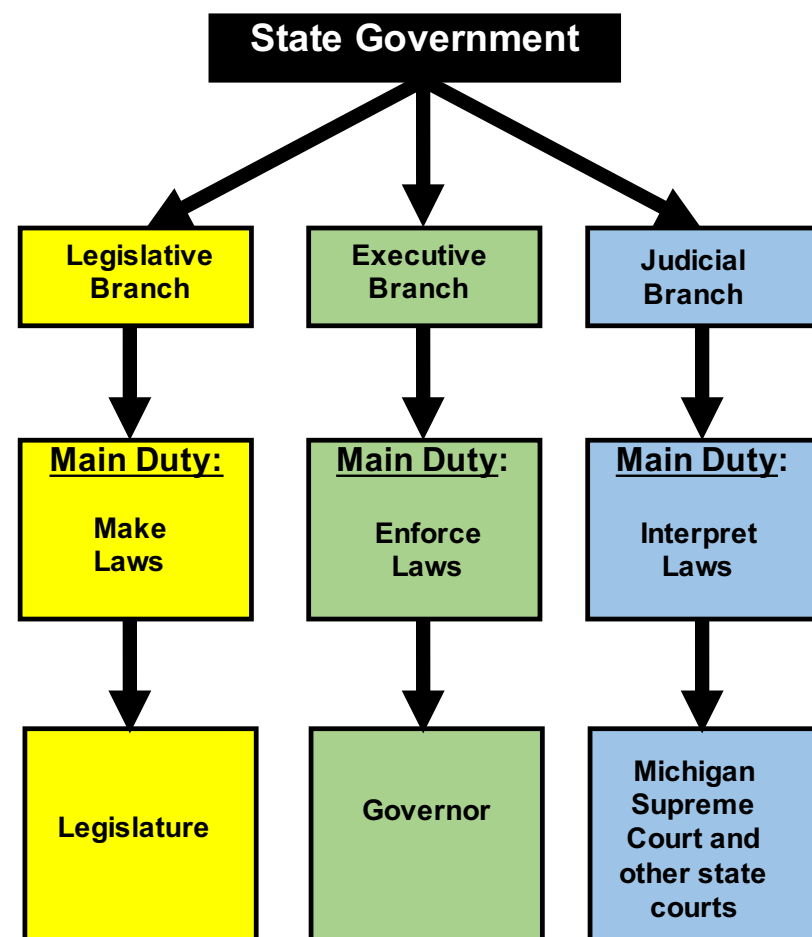 State Government
Legislative
Branch
Executive
Branch
Judicial
Branch
Main Duty:
Make
Laws
Main Duty:
Enforce
Laws
Main Duty:
Interpret
Laws
Legislature
Governor
Michigan
Supreme
Court and
other state
courts